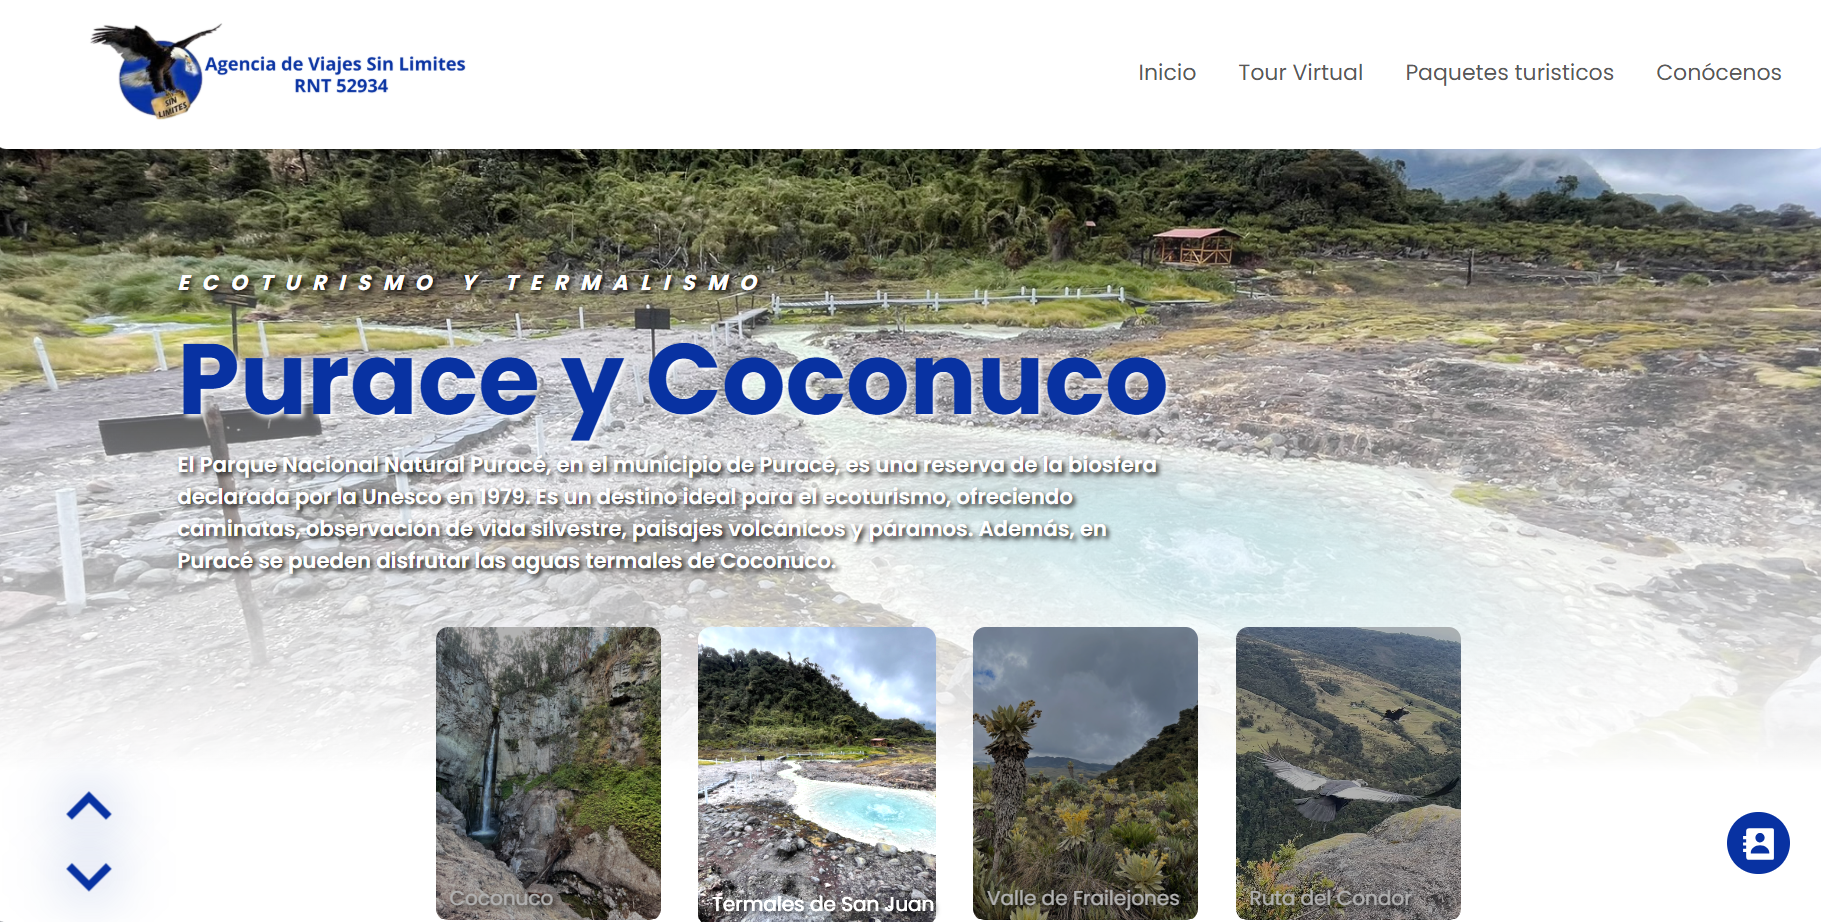 Agencia de Viajes Sin Limites
RNT 52934
SIN
LIMITES
Inicio
Tour Virtual
Paquetes turisticos
Conócenos
ECOTURISMO Y TERMALISMO
Purace y Coconuco
El Parque Nacional Natural Puracé, en el municipio de Puracé, es una reserva de la biosfera
declarada por la Unesco en 1979. Es un destino ideal para el ecoturismo, ofreciendo
caminatas, observación de vida silvestre, paisajes volcánicos y páramos. Además, en
Puracé se pueden disfrutar las aguas termales de Coconuco.
Coconuco
Termales de San Juan
Valle de Frailejones
Ruta del Condor